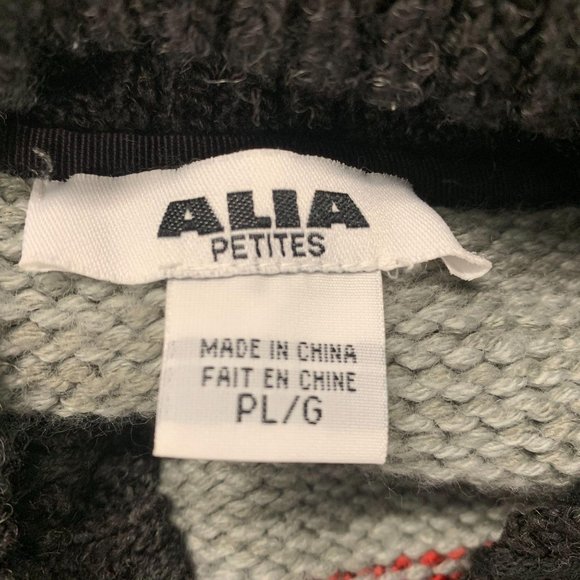 ALIA
PETITES
MADE IN CHINA
FAIT EN CHINE
PL/G